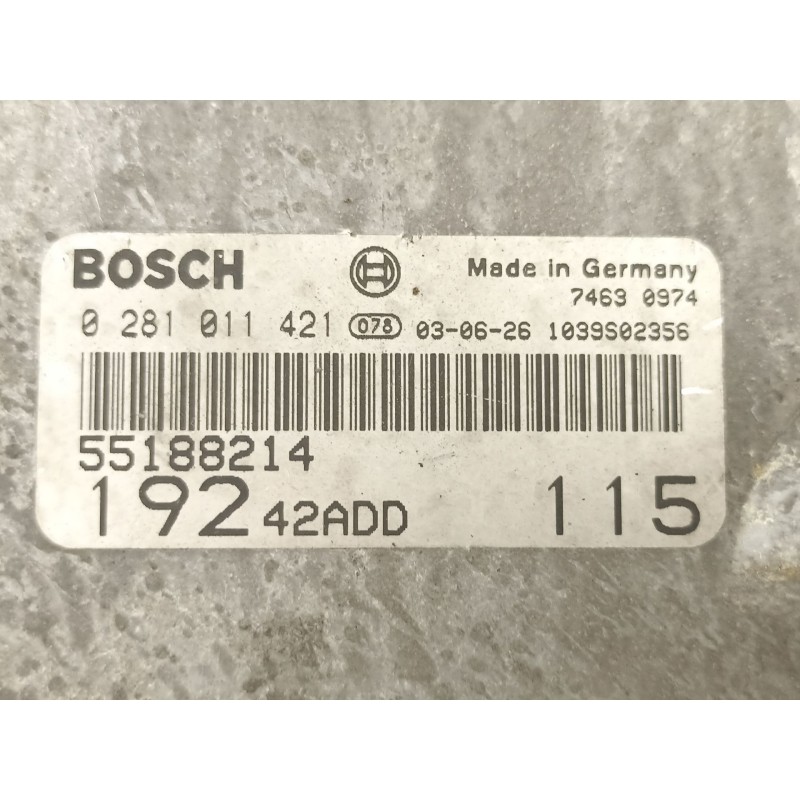 BOSCH Made in Germany
7463 0974
0 281 011 421 078 03-06-26 1039S02356
55188214
192 42ADD 115